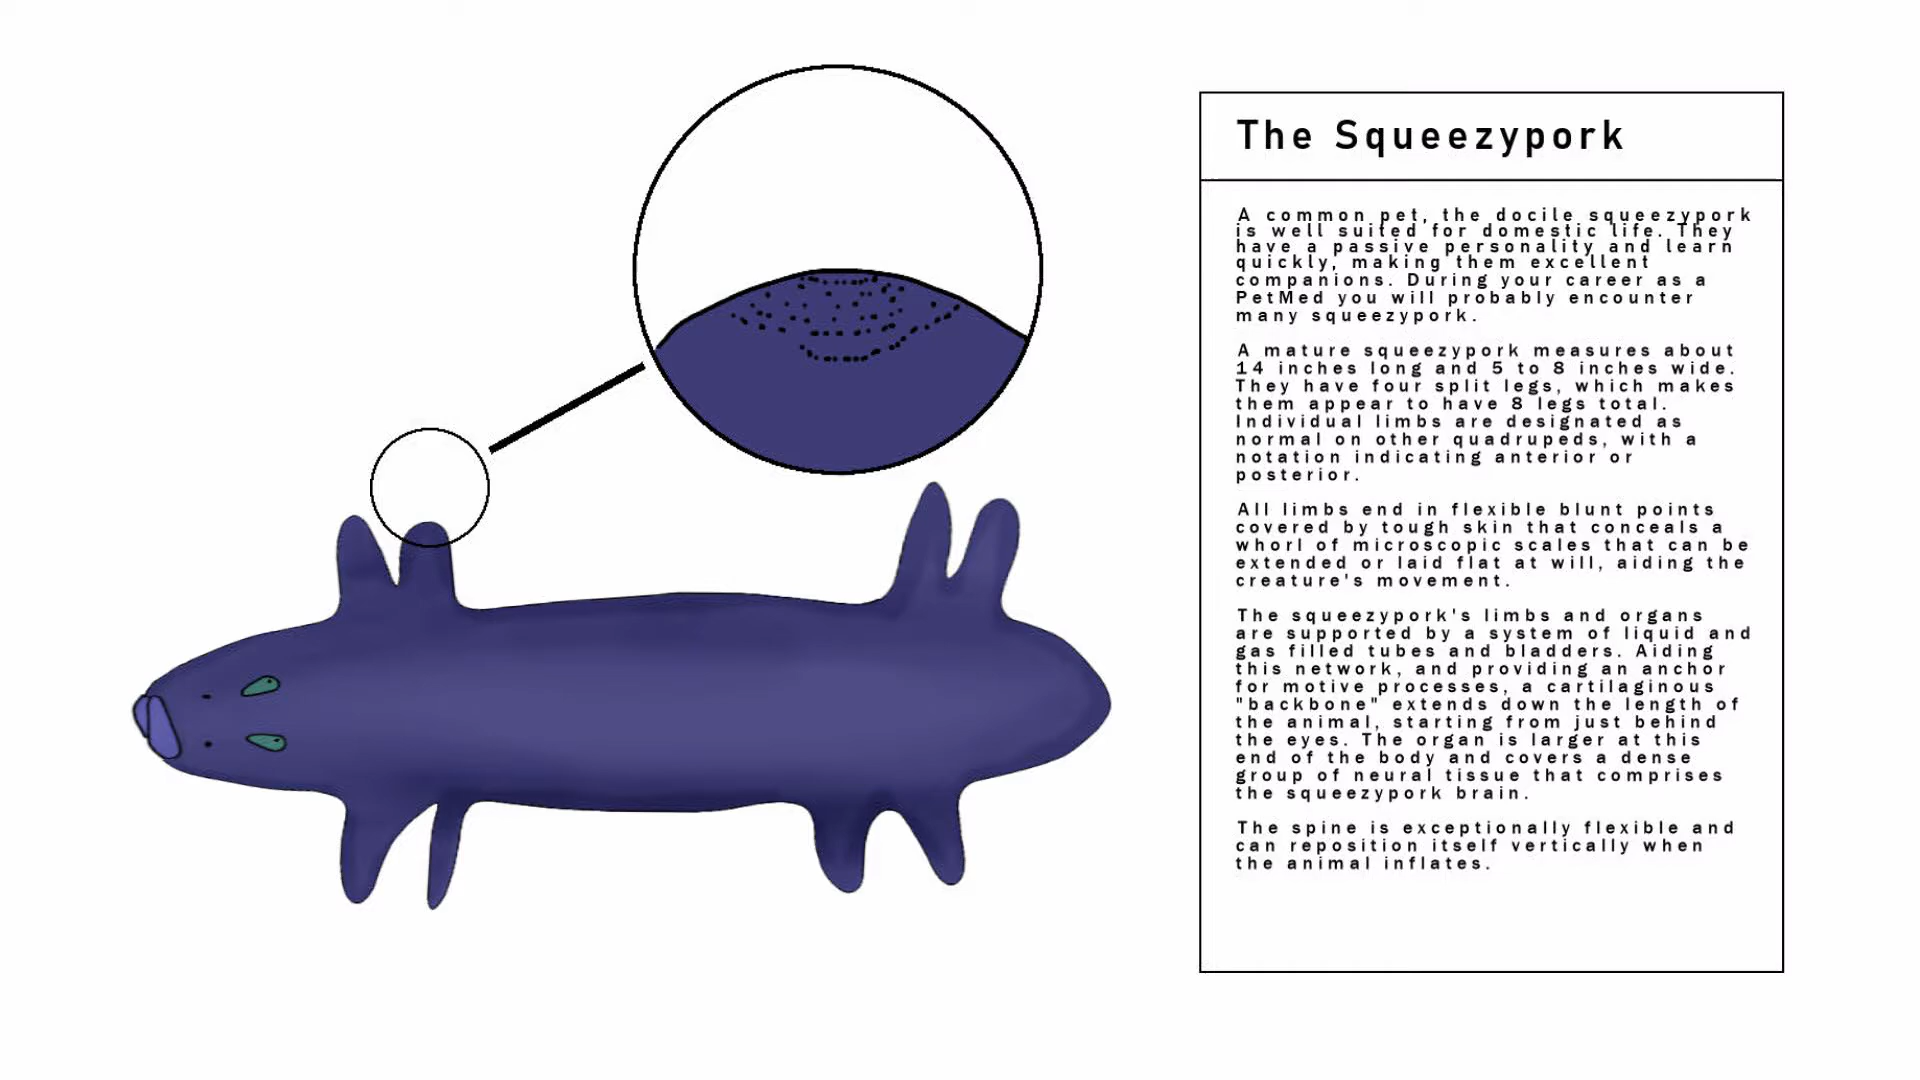 The Squeezypork
A common pet, the docile squeezypork
is well suited for domestic life. They
have a passive personality and learn
quickly, making them excellent
companions. During your career as a
PetMed you will probably encounter
many squeezypork.
A mature squeezypork measures about
14 inches long and 5 to 8 inches wide.
They have four split legs, which makes
them appear to have 8 legs total.
Individual limbs are designated as
normal on other quadrupeds, with a
notation indicating anterior or
posterior.
All limbs end in flexible blunt points
covered by tough skin that conceals a
whorl of microscopic scales that can be
extended or laid flat at will, aiding the
creature's movement.
The squeezypork's limbs and organs
are supported by a system of liquid and
gas filled tubes and bladders. Aiding
this network, and providing an anchor
for motive processes, a cartilaginous
"backbone" extends down the length of
the animal, starting from just behind
the eyes. The organ is larger at this
end of the body and covers a dense
group of neural tissue that comprises
the squeezypork brain.
The spine is exceptionally flexible and
can reposition itself vertically when
the animal inflates.